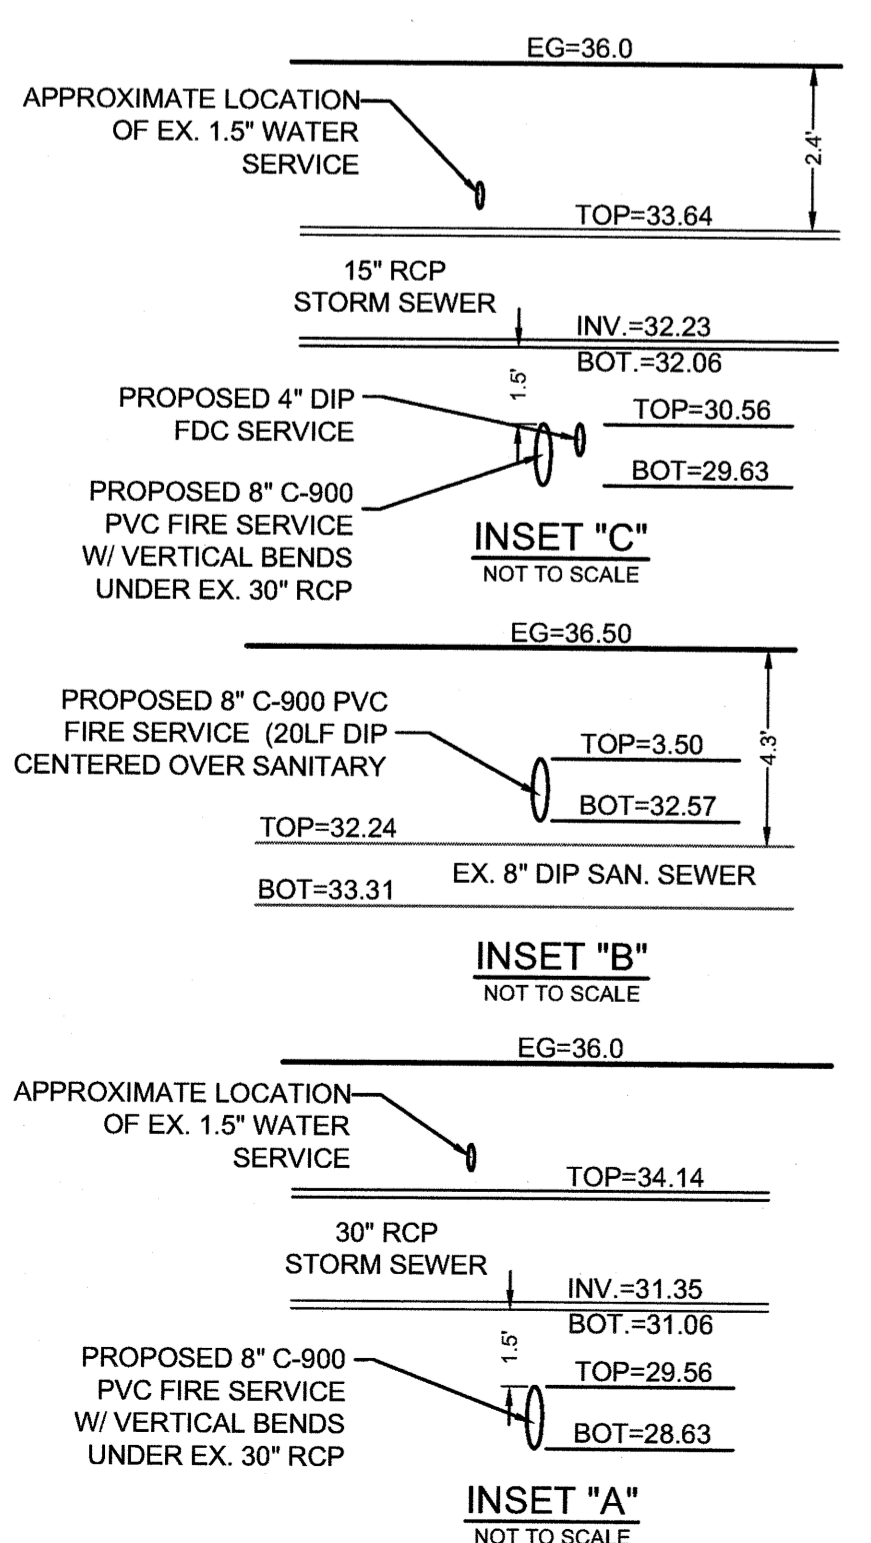 EG=36.0
APPROXIMATE LOCATION
OF EX. 1.5" WATER
SERVICE
2.4'
TOP=33.64
15" RCP
STORM SEWER
INV.=32.23
BOT.=32.06
1.5'
PROPOSED 4" DIP
FDC SERVICE
TOP=30.56
BOT=29.63
PROPOSED 8" C-900
PVC FIRE SERVICE
W/ VERTICAL BENDS
UNDER EX. 30" RCP
INSET "C"
NOT TO SCALE
EG=36.50
PROPOSED 8" C-900 PVC
FIRE SERVICE (20LF DIP
CENTERED OVER SANITARY
TOP=3.50
4.3'
BOT=32.57
TOP=32.24
EX. 8" DIP SAN. SEWER
BOT=33.31
INSET "B"
NOT TO SCALE
EG=36.0
APPROXIMATE LOCATION
OF EX. 1.5" WATER
SERVICE
TOP=34.14
30" RCP
STORM SEWER
INV.=31.35
BOT.=31.06
1.5'
PROPOSED 8" C-900
PVC FIRE SERVICE
W/ VERTICAL BENDS
UNDER EX. 30" RCP
TOP=29.56
BOT=28.63
INSET "A"
NOT TO SCALE